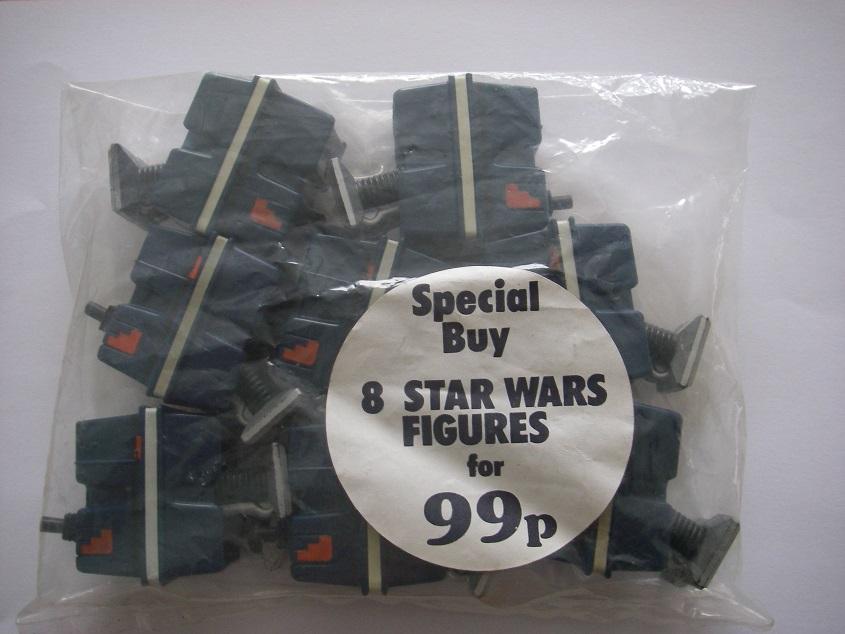 Special
Buy
8 STAR WARS
FIGURES
for
99p